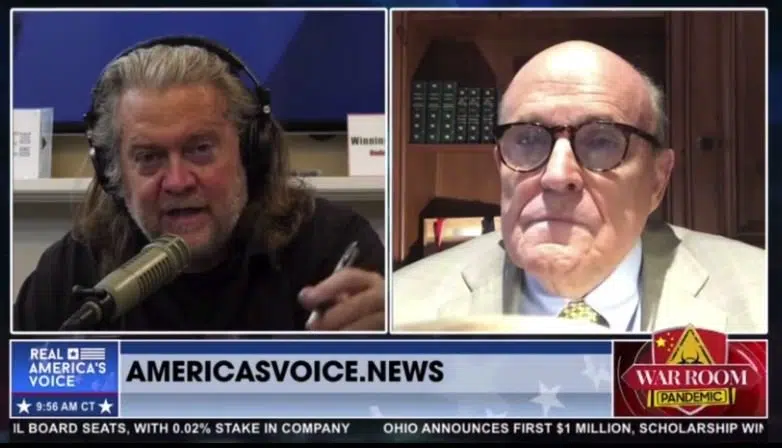 Winnin
REAL
AMERICA'S
VOICE
9:56 AM CT
AMERICASVOICE.NEWS
WAR ROOM
PANDEMIC
IL BOARD SEATS, WITH 0.02% STAKE IN COMPANY OHIO ANNOUNCES FIRST $1 MILLION, SCHOLARSHIP WIN